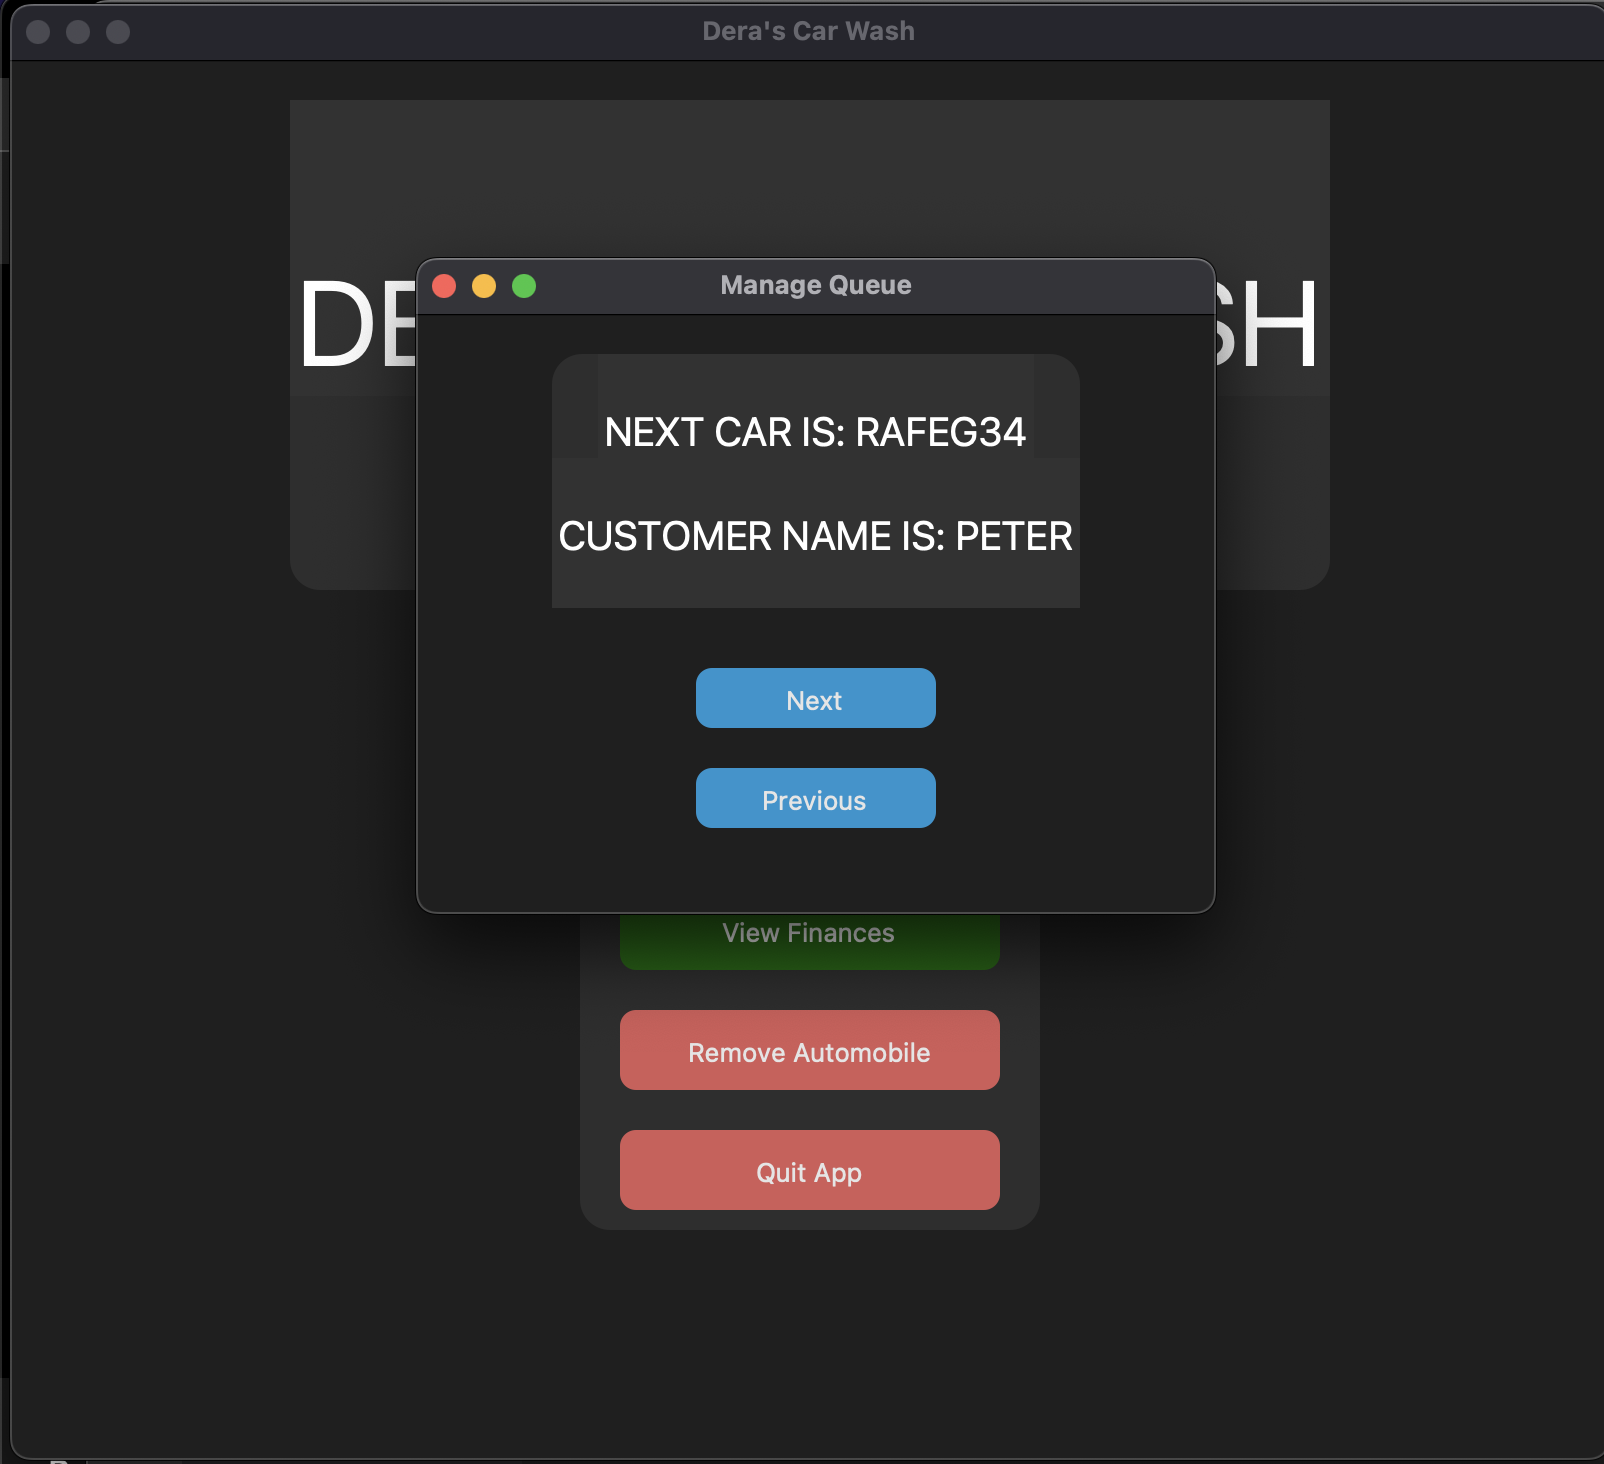 Dera's Car Wash
DE
SH
Manage Queue
NEXT CAR IS: RAFEG34
CUSTOMER NAME IS: PETER
Next
Previous
View Finances
Remove Automobile
Quit App